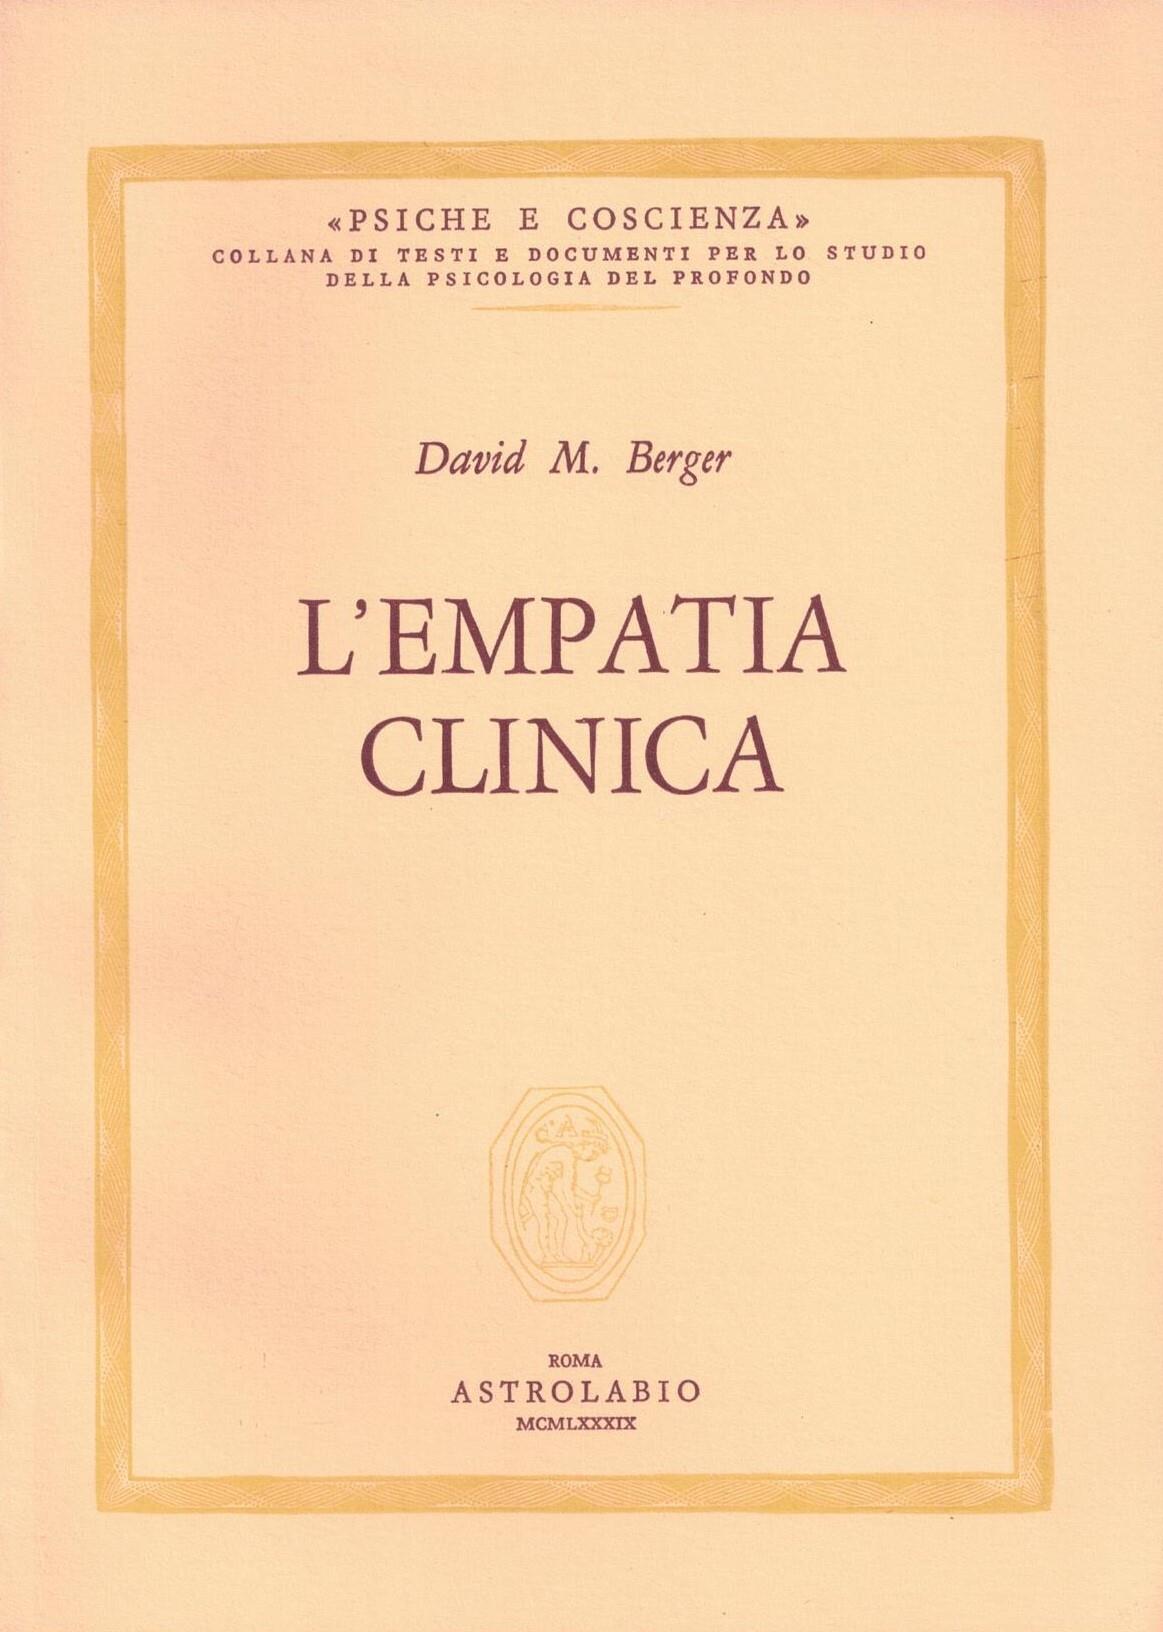 «PSICHE E COSCIENZA»
COLLANA DI TESTI E DOCUMENTI PER LO STUDIO
DELLA PSICOLOGIA DEL PROFONDO
David M. Berger
L'EMPATIA
CLINICA
ROMA
ASTROLABIO
MCMLXXXIX